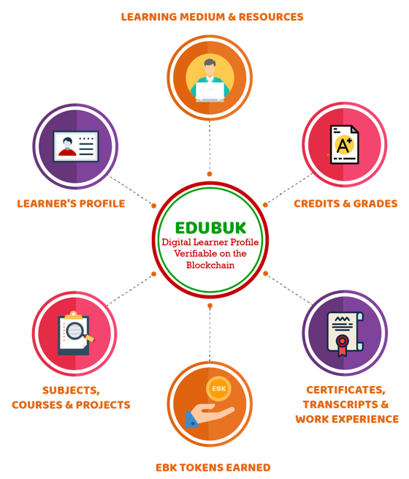 LEARNING MEDIUM & RESOURCES
A+
LEARNER'S PROFILE
CREDITS & GRADES
EDUBUK
Digital Learner Profile
Verifiable on the
Blockchain
SUBJECTS,
COURSES & PROJECTS
EBK
CERTIFICATES,
TRANSCRIPTS &
WORK EXPERIENCE
EBK TOKENS EARNED